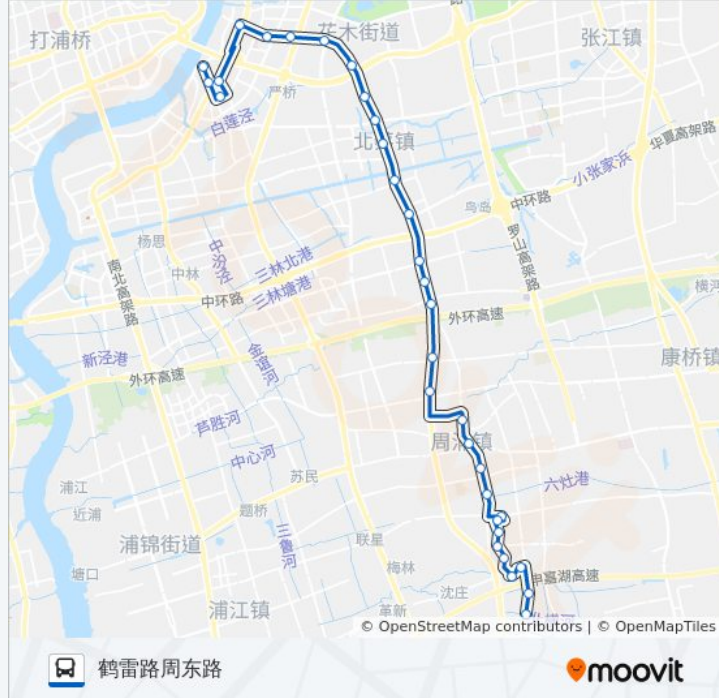 花木街道
打浦桥
张江镇
严桥
白莲泾
北蔡镇
华夏高架路
小张家浜
中环路
鸟岛
罗山高架路
杨思
中汾泾
三林北港
中林
南北高架路
中环路
三林塘港
横沔
外环高速
新泾港
金谊河
外环高速
康桥镇
芦胜河
周浦镇
中心河
苏民
六灶港
浦江
近浦
题桥
三鲁河
浦锦街道
联星
塘口
梅林
申嘉湖高速
沈庄
浦江镇
革新
© OpenStreetMap contributors | © OpenMapTiles
鹤雷路周东路
moovit